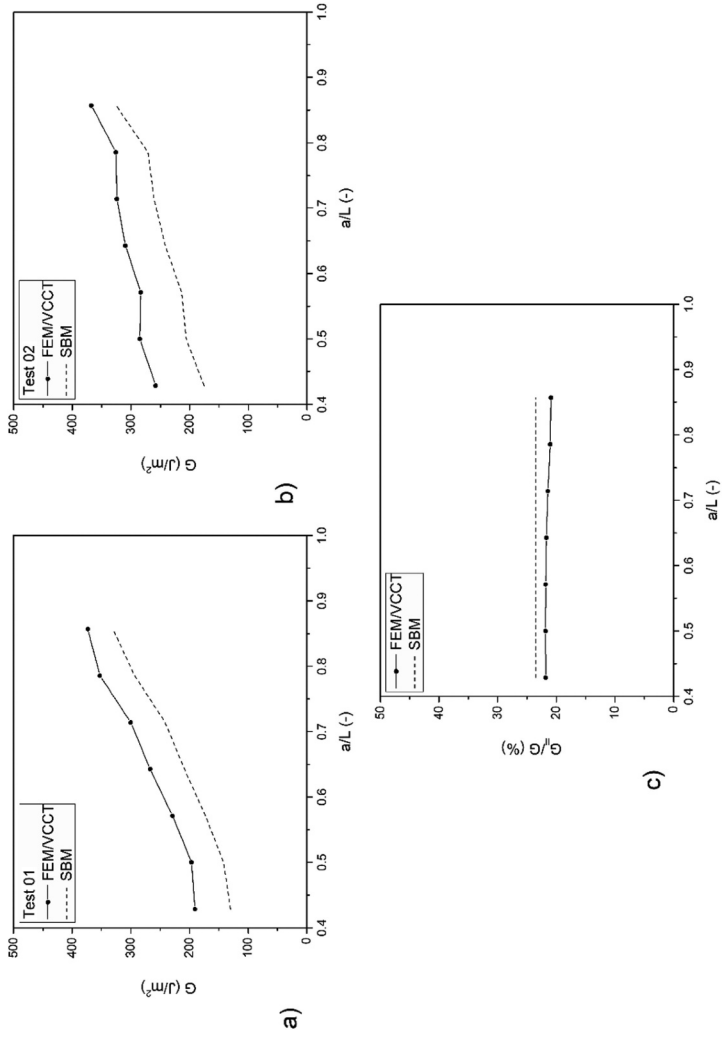 a)
Test 01
FEM/VCCT
SBM
G (J/m²)
500
400
300
200
100
0
0.4
0.5
0.6
0.7
0.8
0.9
1.0
a/L (-)
b)
Test 02
FEM/VCCT
SBM
G (J/m²)
500
400
300
200
100
0
0.4
0.5
0.6
0.7
0.8
0.9
1.0
a/L (-)
c)
FEM/VCCT
SBM
G_II/G (%)
50
40
30
20
10
0
0.4
0.5
0.6
0.7
0.8
0.9
1.0
a/L (-)